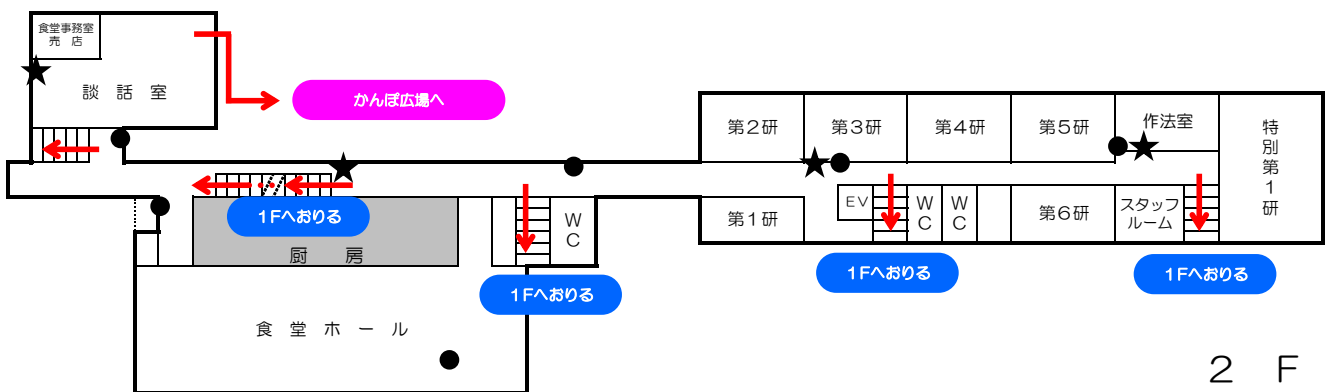 食堂事務室
売 店
談 話 室
かんぽ広場へ
第2研
第3研
第4研
第5研
作法室
特別第1研
1Fへおりる
厨 房
WC
第1研
EV
WC
WC
第6研
スタッフ
ルーム
1Fへおりる
1Fへおりる
1Fへおりる
食 堂 ホ ー ル
2 F